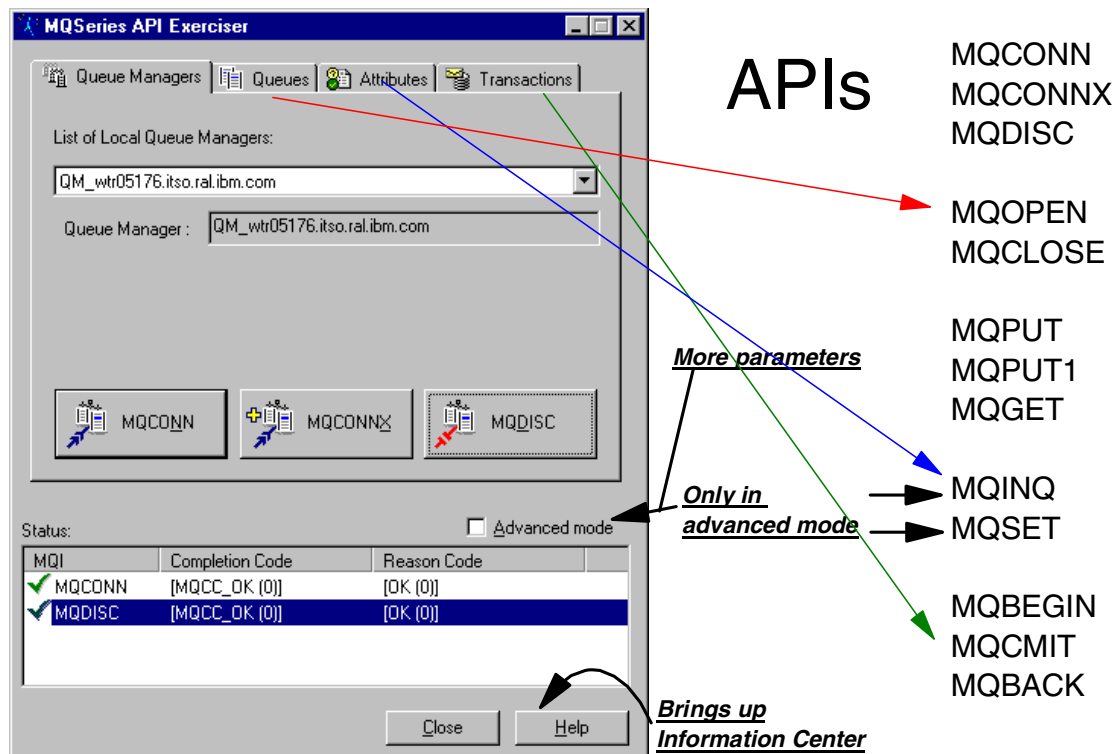 MQSeries API Exerciser
Queue Managers
Queues
Attributes
Transactions
List of Local Queue Managers:
QM_wtr05176.itso.ral.ibm.com
Queue Manager :
QM_wtr05176.itso.ral.ibm.com
MQCONN
MQCONNX
MQDISC
Status:
Advanced mode
MQI
Completion Code
Reason Code
MQCONN
[MQCC_OK (0)]
[OK (0)]
MQDISC
[MQCC_OK (0)]
[OK (0)]
Close
Help
More parameters
Only in
advanced mode
Brings up
Information Center
APIs
MQCONN
MQCONNX
MQDISC
MQOPEN
MQCLOSE
MQPUT
MQPUT1
MQGET
MQINQ
MQSET
MQBEGIN
MQCMIT
MQBACK